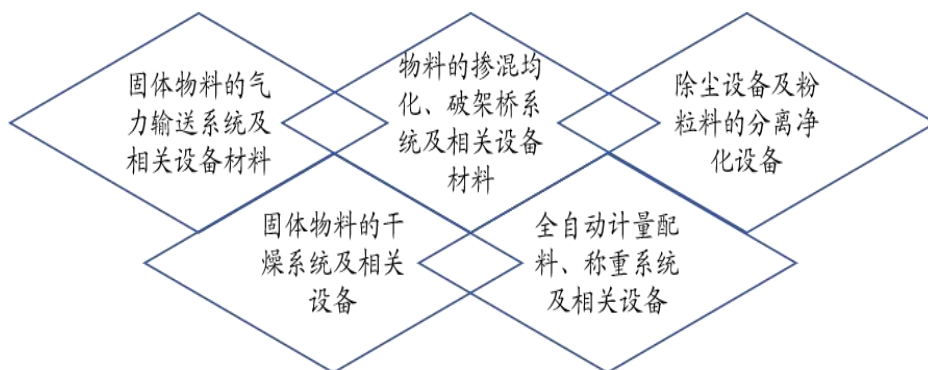 固体物料的气
力输送系统及
相关设备材料
物料的掺混均
化、破架桥系
统及相关设备
材料
除尘设备及粉
粒料的分离净
化设备
固体物料的干
燥系统及相关
设备
全自动计量配
料、称重系统
及相关设备